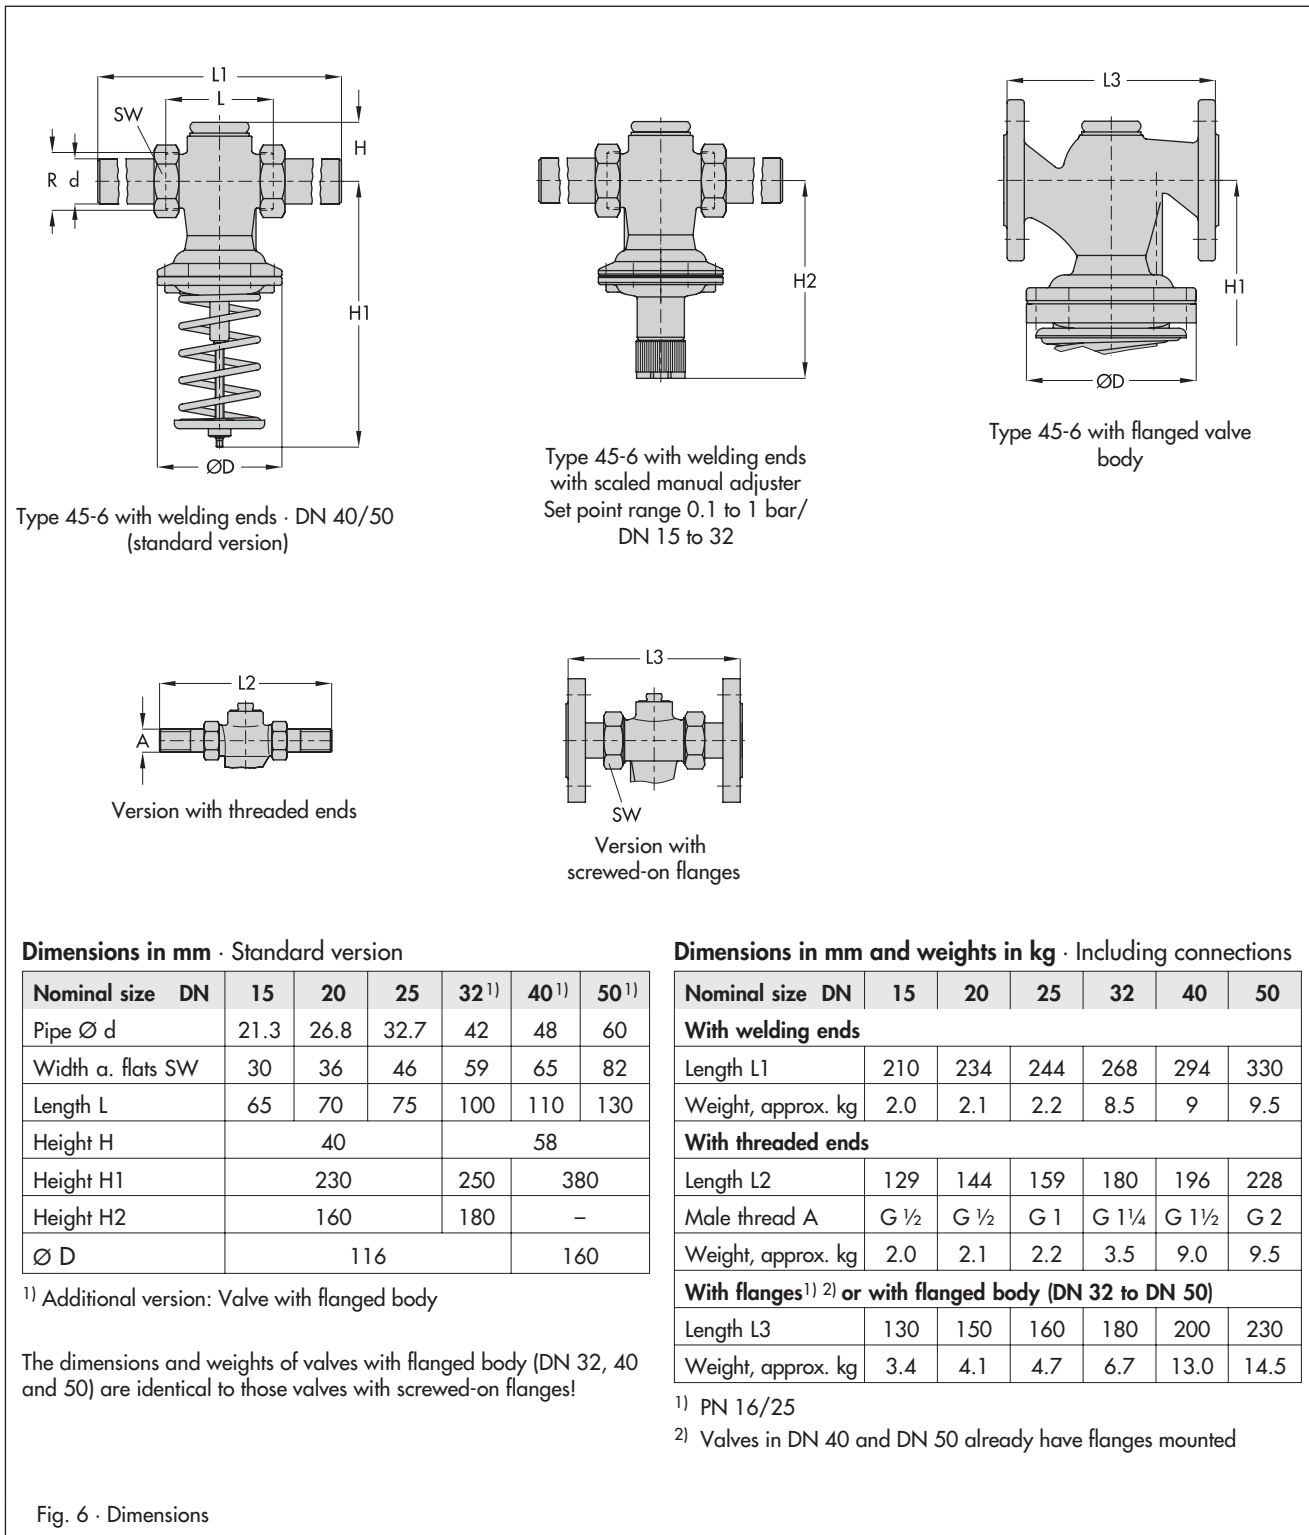 L1
L
SW
H
R d
H1
ØD
Type 45-6 with welding ends · DN 40/50
(standard version)
H2
Type 45-6 with welding ends
with scaled manual adjuster
Set point range 0.1 to 1 bar/
DN 15 to 32
L3
H1
ØD
Type 45-6 with flanged valve
body
L2
A
Version with threaded ends
L3
SW
Version with
screwed-on flanges
Dimensions in mm · Standard version
Nominal size DN 15 20 25 32 1) 40 1) 50 1)
Pipe Ø d 21.3 26.8 32.7 42 48 60
Width a. flats SW 30 36 46 59 65 82
Length L 65 70 75 100 110 130
Height H 40 58
Height H1 230 250 380
Height H2 160 180 –
Ø D 116 160
1) Additional version: Valve with flanged body
The dimensions and weights of valves with flanged body (DN 32, 40
and 50) are identical to those valves with screwed-on flanges!
Dimensions in mm and weights in kg · Including connections
Nominal size DN 15 20 25 32 40 50
With welding ends
Length L1 210 234 244 268 294 330
Weight, approx. kg 2.0 2.1 2.2 8.5 9 9.5
With threaded ends
Length L2 129 144 159 180 196 228
Male thread A G ½ G ½ G 1 G 1¼ G 1½ G 2
Weight, approx. kg 2.0 2.1 2.2 3.5 9.0 9.5
With flanges1) 2) or with flanged body (DN 32 to DN 50)
Length L3 130 150 160 180 200 230
Weight, approx. kg 3.4 4.1 4.7 6.7 13.0 14.5
1) PN 16/25
2) Valves in DN 40 and DN 50 already have flanges mounted
Fig. 6 · Dimensions